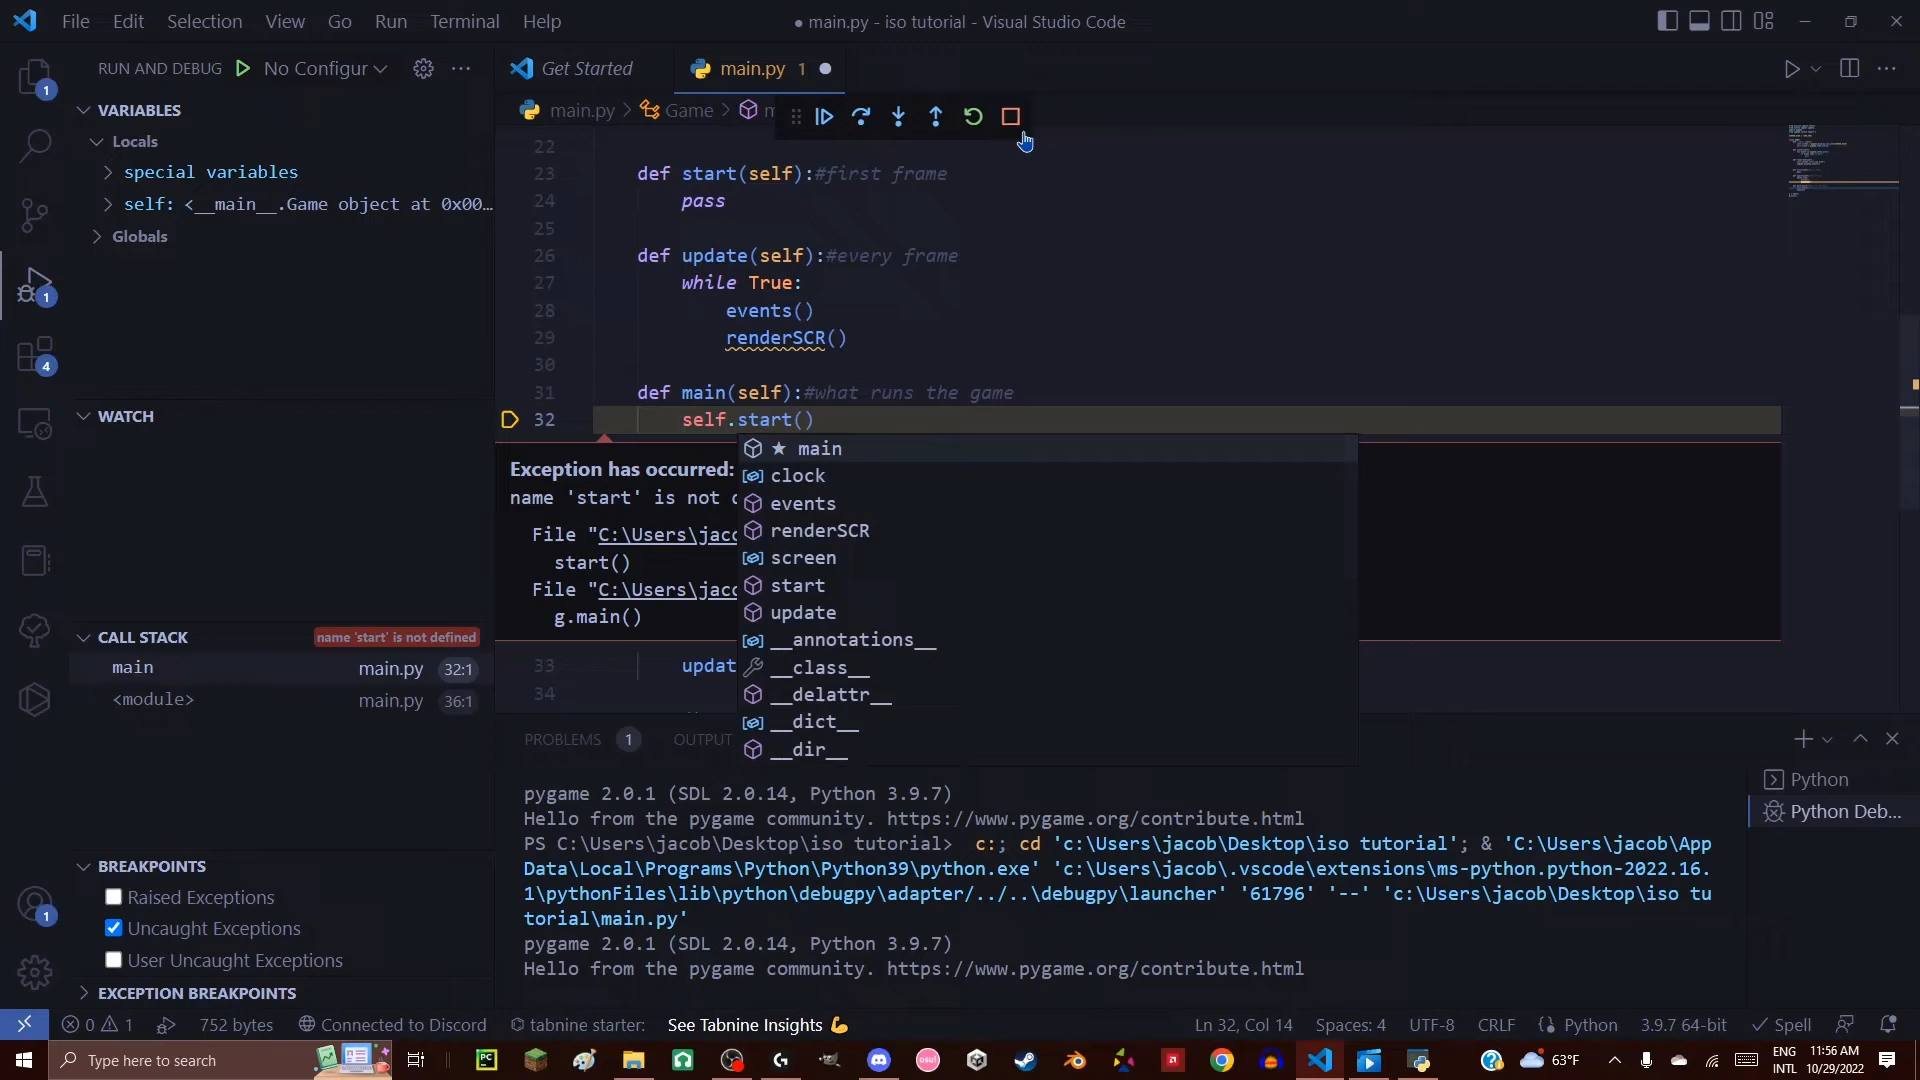 File Edit Selection View Go Run Terminal Help
● main.py - iso tutorial - Visual Studio Code
RUN AND DEBUG No Configur
Get Started
main.py 1
main.py > Game >
VARIABLES
Locals
special variables
self: <__main__.Game object at 0x00...
Globals
22
23 def start(self):#first frame
24 pass
25
26 def update(self):#every frame
27 while True:
28 events()
29 renderSCR()
30
31 def main(self):#what runs the game
32 self.start()
WATCH
Exception has occurred:
name 'start' is not
File "C:\Users\jaco
start()
File "C:\Users\jaco
g.main()
★ main
clock
events
renderSCR
screen
start
update
__annotations__
__class__
__delattr__
__dict__
__dir__
33 updat
34
CALL STACK name 'start' is not defined
main main.py 32:1
<module> main.py 36:1
PROBLEMS 1 OUTPUT
pygame 2.0.1 (SDL 2.0.14, Python 3.9.7)
Hello from the pygame community. https://www.pygame.org/contribute.html
PS C:\Users\jacob\Desktop\iso tutorial> c:; cd 'c:\Users\jacob\Desktop\iso tutorial'; & 'C:\Users\jacob\App
Data\Local\Programs\Python\Python39\python.exe' 'c:\Users\jacob\.vscode\extensions\ms-python.python-2022.16.
1\pythonFiles\lib\python\debugpy\adapter/../..\debugpy\launcher' '61796' '--' 'c:\Users\jacob\Desktop\iso tu
torial\main.py'
pygame 2.0.1 (SDL 2.0.14, Python 3.9.7)
Hello from the pygame community. https://www.pygame.org/contribute.html
Python
Python Deb...
BREAKPOINTS
Raised Exceptions
Uncaught Exceptions
User Uncaught Exceptions
EXCEPTION BREAKPOINTS
1
1
4
1
0 1 752 bytes Connected to Discord tabnine starter: See Tabnine Insights 💪
Ln 32, Col 14 Spaces: 4 UTF-8 CRLF Python 3.9.7 64-bit Spell
Type here to search
PC
osu!
63°F
ENG
INTL
11:56 AM
10/29/2022